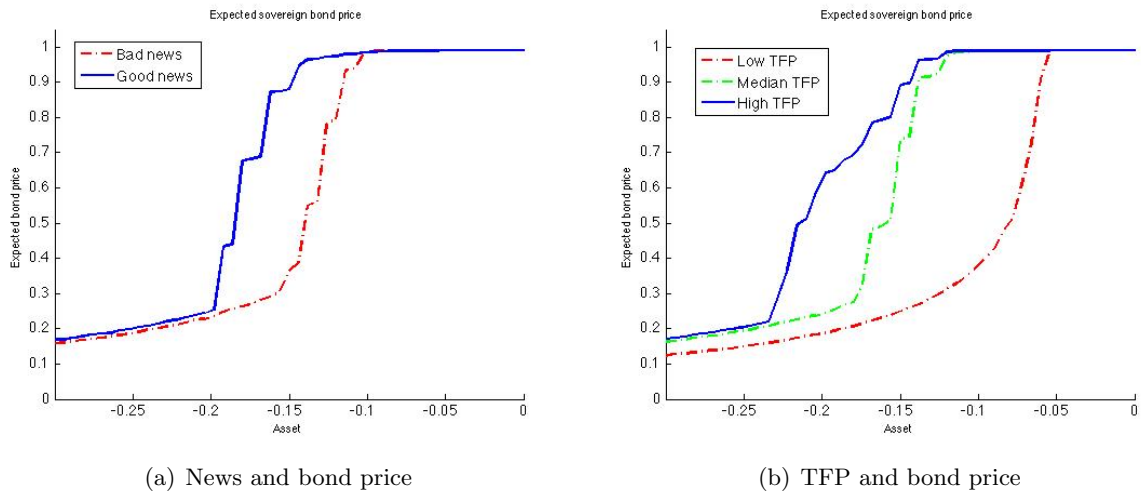 Expected sovereign bond price
Bad news
Good news
Expected bond price
1
0.9
0.8
0.7
0.6
0.5
0.4
0.3
0.2
0.1
0
-0.25
-0.2
-0.15
-0.1
-0.05
0
Asset
(a) News and bond price
Expected sovereign bond price
Low TFP
Median TFP
High TFP
Expected bond price
1
0.9
0.8
0.7
0.6
0.5
0.4
0.3
0.2
0.1
0
-0.25
-0.2
-0.15
-0.1
-0.05
0
Asset
(b) TFP and bond price